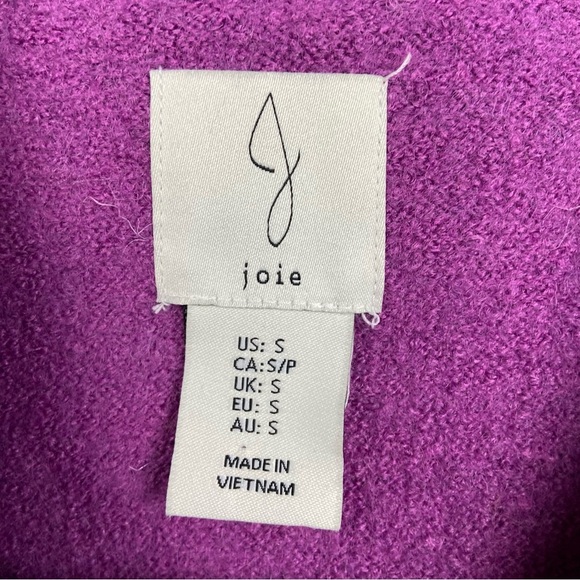 joie
US: S
CA:S/P
UK: S
EU: S
AU: S
MADE IN
VIETNAM